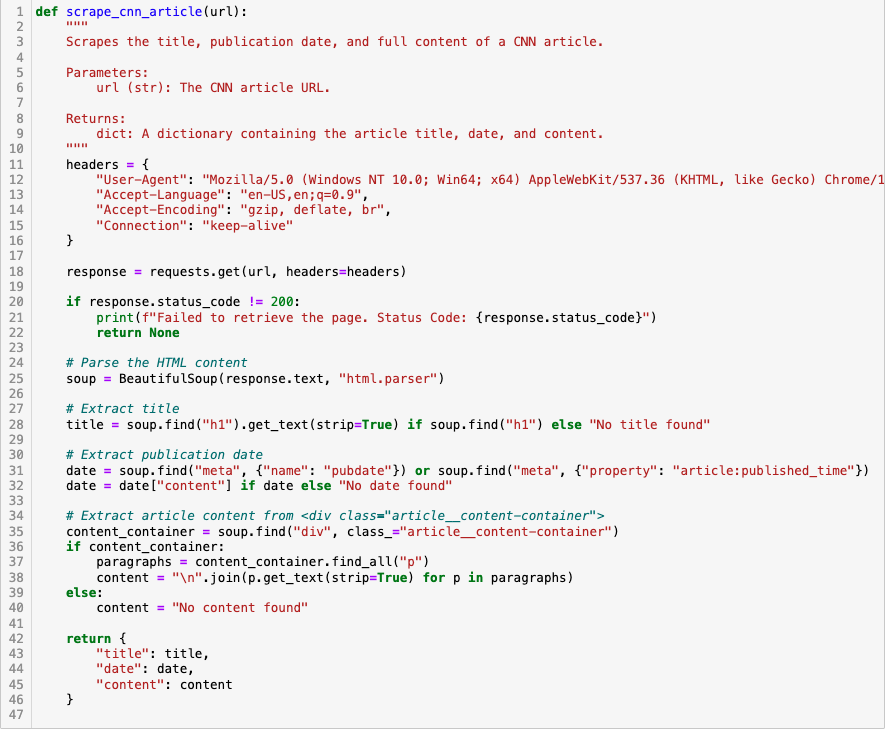 1 def scrape_cnn_article(url):
2     """
3     Scrapes the title, publication date, and full content of a CNN article.
4
5     Parameters:
6         url (str): The CNN article URL.
7
8     Returns:
9         dict: A dictionary containing the article title, date, and content.
10     """
11     headers = {
12         "User-Agent": "Mozilla/5.0 (Windows NT 10.0; Win64; x64) AppleWebKit/537.36 (KHTML, like Gecko) Chrome/1
13         "Accept-Language": "en-US,en;q=0.9",
14         "Accept-Encoding": "gzip, deflate, br",
15         "Connection": "keep-alive"
16     }
17
18     response = requests.get(url, headers=headers)
19
20     if response.status_code != 200:
21         print(f"Failed to retrieve the page. Status Code: {response.status_code}")
22         return None
23
24     # Parse the HTML content
25     soup = BeautifulSoup(response.text, "html.parser")
26
27     # Extract title
28     title = soup.find("h1").get_text(strip=True) if soup.find("h1") else "No title found"
29
30     # Extract publication date
31     date = soup.find("meta", {"name": "pubdate"}) or soup.find("meta", {"property": "article:published_time"})
32     date = date["content"] if date else "No date found"
33
34     # Extract article content from <div class="article__content-container">
35     content_container = soup.find("div", class_="article__content-container")
36     if content_container:
37         paragraphs = content_container.find_all("p")
38         content = "\n".join(p.get_text(strip=True) for p in paragraphs)
39     else:
40         content = "No content found"
41
42     return {
43         "title": title,
44         "date": date,
45         "content": content
46     }
47